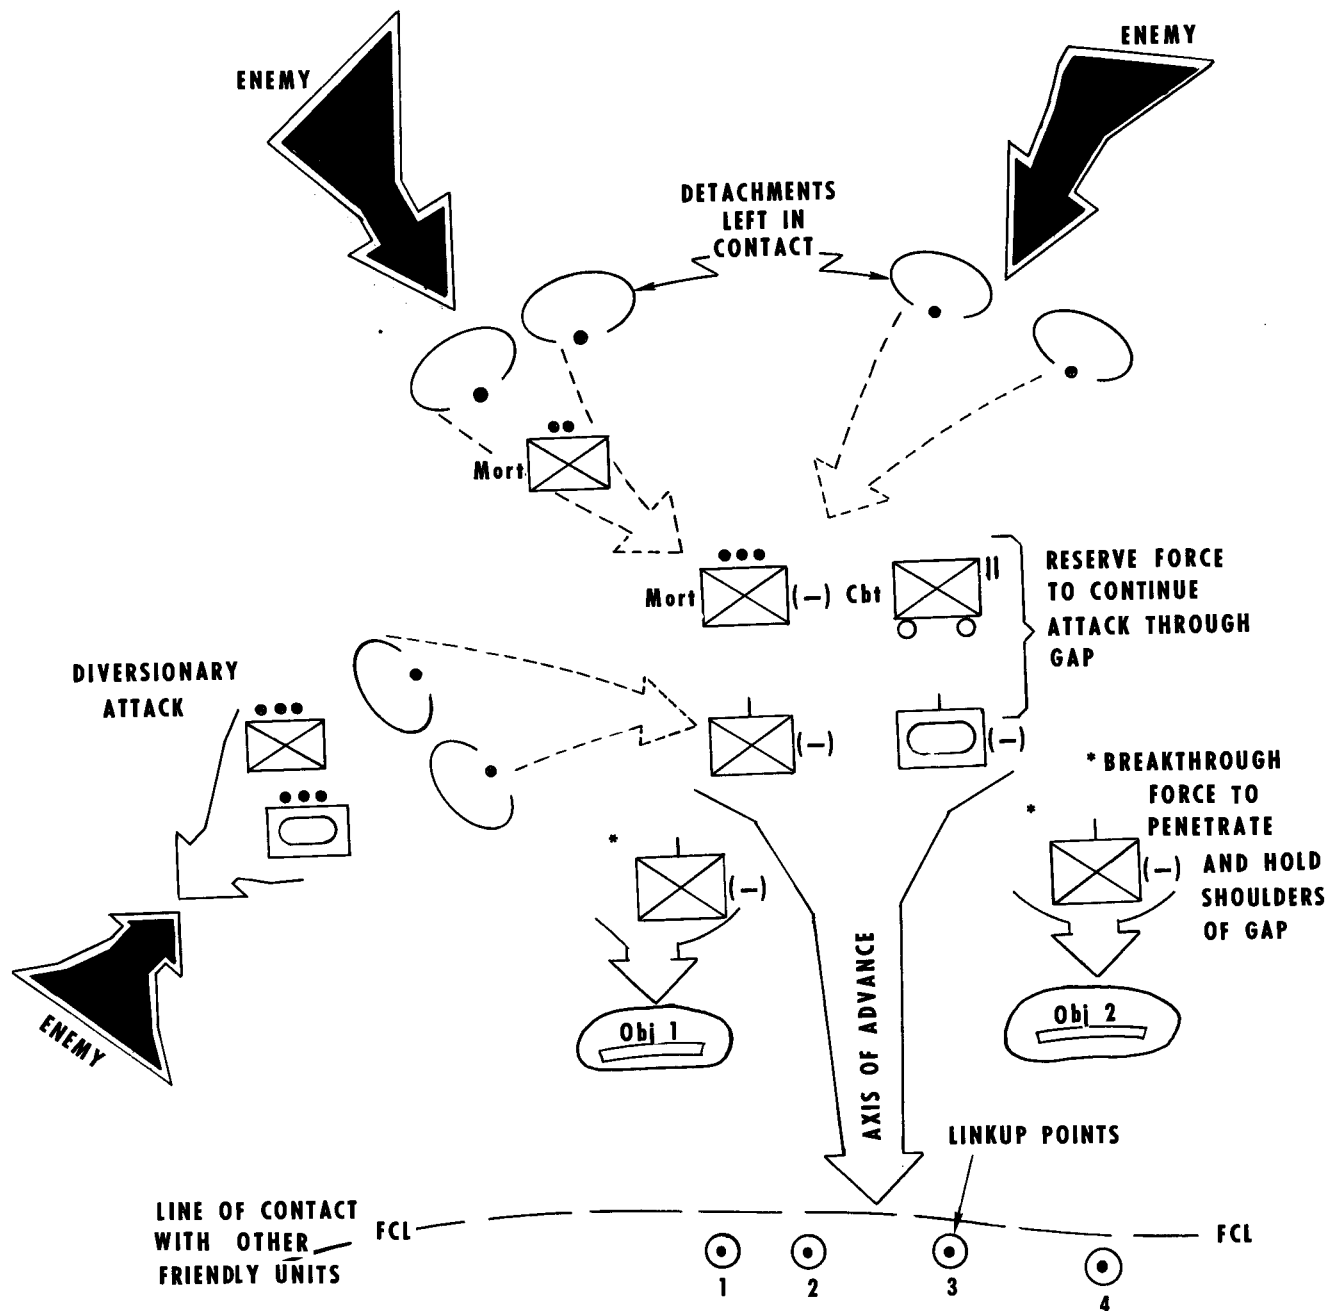 ENEMY
ENEMY
DETACHMENTS
LEFT IN
CONTACT
Mort
Mort
(–)
Cbt
RESERVE FORCE
TO CONTINUE
ATTACK THROUGH
GAP
DIVERSIONARY
ATTACK
(–)
(–)
* BREAKTHROUGH
FORCE TO
PENETRATE
AND HOLD
SHOULDERS
OF GAP
*
(–)
*
(–)
Obj 1
Obj 2
ENEMY
AXIS OF ADVANCE
LINKUP POINTS
LINE OF CONTACT
WITH OTHER
FRIENDLY UNITS
FCL
FCL
1
2
3
4